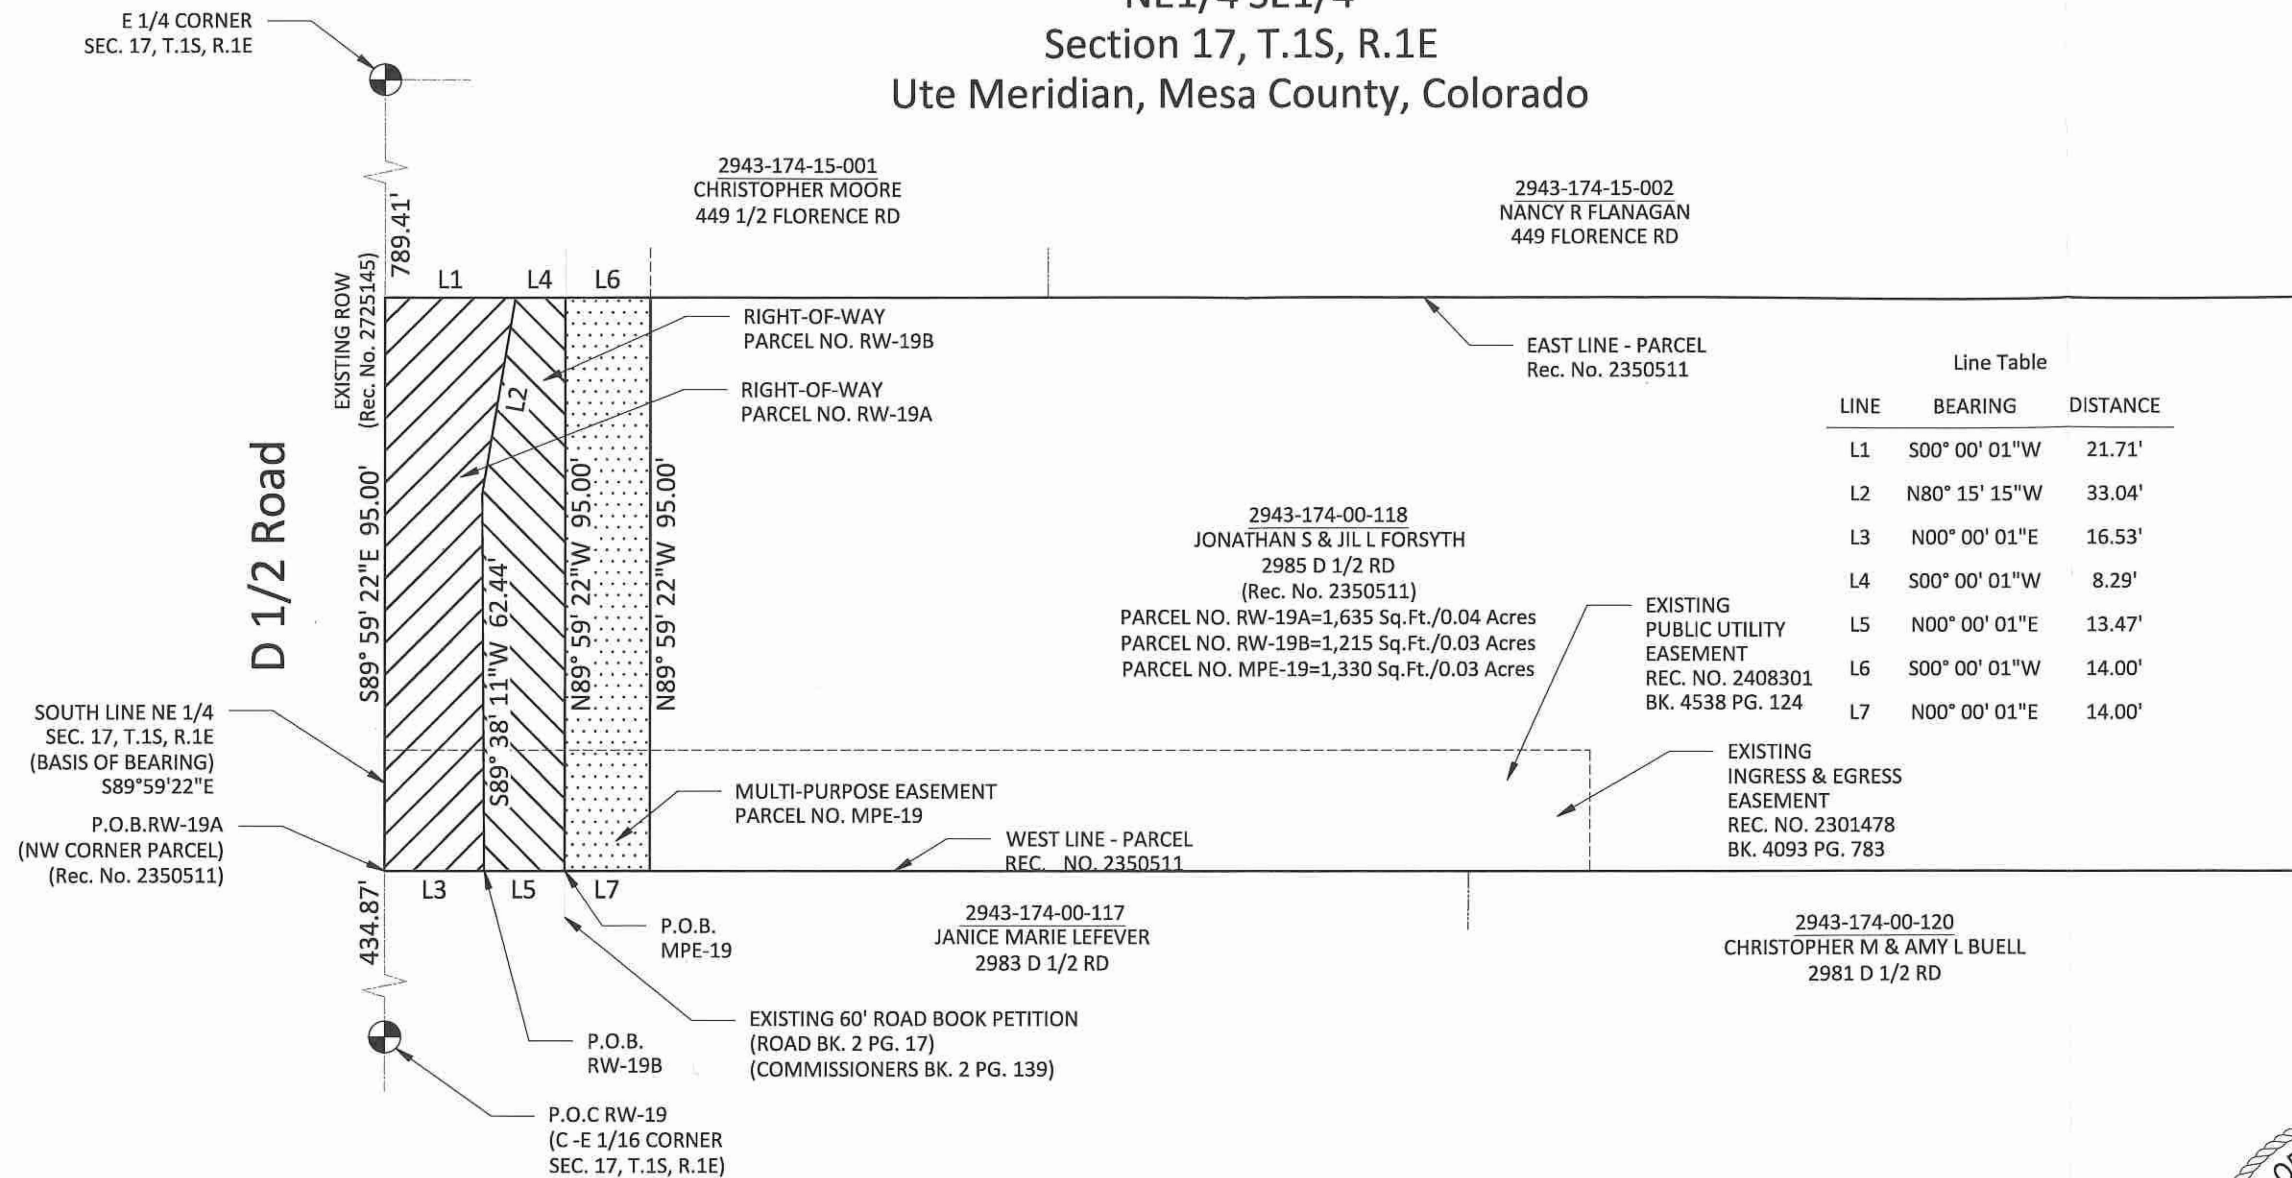 NE1/4 SE1/4
Section 17, T.1S, R.1E
Ute Meridian, Mesa County, Colorado
E 1/4 CORNER
SEC. 17, T.1S, R.1E
2943-174-15-001
CHRISTOPHER MOORE
449 1/2 FLORENCE RD
2943-174-15-002
NANCY R FLANAGAN
449 FLORENCE RD
789.41'
EXISTING ROW
(Rec. No. 2725145)
L1
L4
L6
RIGHT-OF-WAY
PARCEL NO. RW-19B
RIGHT-OF-WAY
PARCEL NO. RW-19A
EAST LINE - PARCEL
Rec. No. 2350511
Line Table
LINE BEARING DISTANCE
L1 S00° 00' 01"W 21.71'
L2 N80° 15' 15"W 33.04'
L3 N00° 00' 01"E 16.53'
L4 S00° 00' 01"W 8.29'
L5 N00° 00' 01"E 13.47'
L6 S00° 00' 01"W 14.00'
L7 N00° 00' 01"E 14.00'
D 1/2 Road
S89° 59' 22"E 95.00'
L2
S89° 38' 11"W 62.44'
N89° 59' 22"W 95.00'
N89° 59' 22"W 95.00'
2943-174-00-118
JONATHAN S & JIL L FORSYTH
2985 D 1/2 RD
(Rec. No. 2350511)
PARCEL NO. RW-19A=1,635 Sq.Ft./0.04 Acres
PARCEL NO. RW-19B=1,215 Sq.Ft./0.03 Acres
PARCEL NO. MPE-19=1,330 Sq.Ft./0.03 Acres
EXISTING
PUBLIC UTILITY
EASEMENT
REC. NO. 2408301
BK. 4538 PG. 124
SOUTH LINE NE 1/4
SEC. 17, T.1S, R.1E
(BASIS OF BEARING)
S89°59'22"E
P.O.B.RW-19A
(NW CORNER PARCEL)
(Rec. No. 2350511)
MULTI-PURPOSE EASEMENT
PARCEL NO. MPE-19
WEST LINE - PARCEL
REC. NO. 2350511
EXISTING
INGRESS & EGRESS
EASEMENT
REC. NO. 2301478
BK. 4093 PG. 783
L3
L5
L7
434.87'
P.O.B.
MPE-19
2943-174-00-117
JANICE MARIE LEFEVER
2983 D 1/2 RD
2943-174-00-120
CHRISTOPHER M & AMY L BUELL
2981 D 1/2 RD
P.O.B.
RW-19B
EXISTING 60' ROAD BOOK PETITION
(ROAD BK. 2 PG. 17)
(COMMISSIONERS BK. 2 PG. 139)
P.O.C RW-19
(C -E 1/16 CORNER
SEC. 17, T.1S, R.1E)